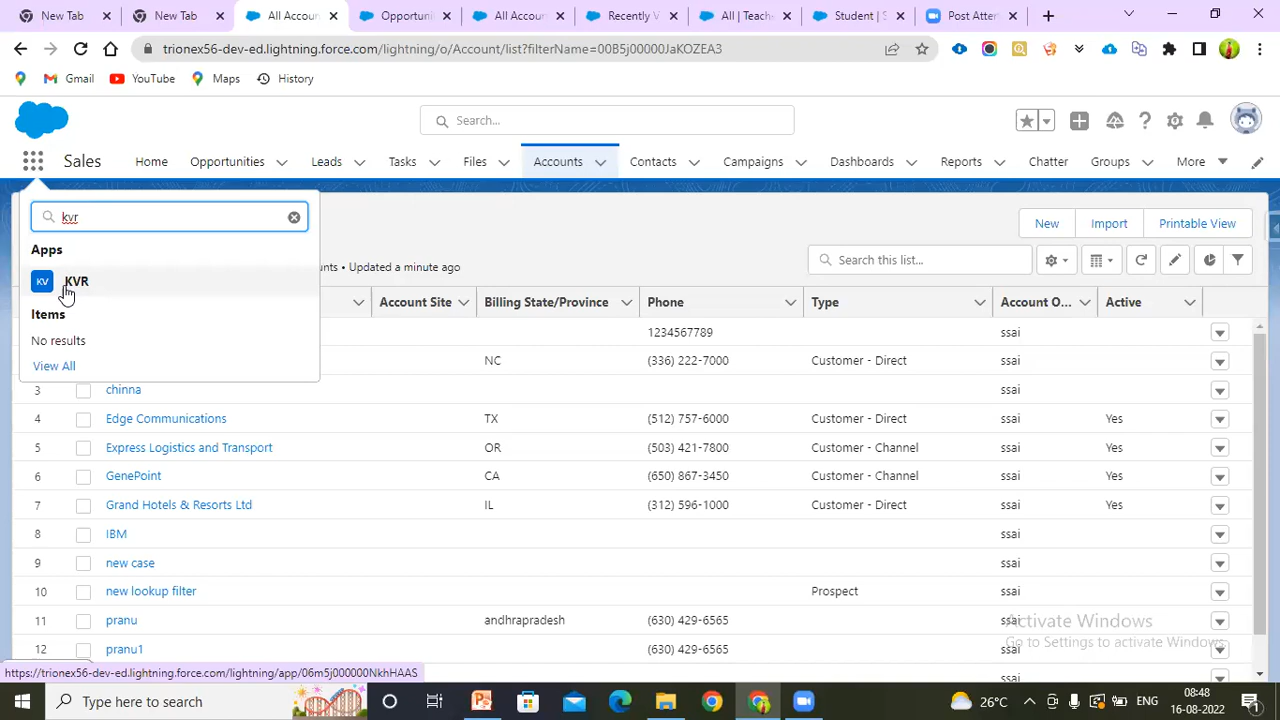 New Tab
New Tab
All Accou
Opportuni
All Accou
Recently V
All | Teach
Student | S
Post Atten
trionex56-dev-ed.lightning.force.com/lightning/o/Account/list?filterName=00B5j00000JaKOZEA3
Gmail
YouTube
Maps
History
Search...
Sales
Home
Opportunities
Leads
Tasks
Files
Accounts
Contacts
Campaigns
Dashboards
Reports
Chatter
Groups
More
kvr
Apps
KV KVR
Items
No results
View All
New
Import
Printable View
unts • Updated a minute ago
Search this list...
Account Site
Billing State/Province
Phone
Type
Account O...
Active
1234567789 ssai
NC (336) 222-7000 Customer - Direct ssai
3 chinna ssai
4 Edge Communications TX (512) 757-6000 Customer - Direct ssai Yes
5 Express Logistics and Transport OR (503) 421-7800 Customer - Channel ssai Yes
6 GenePoint CA (650) 867-3450 Customer - Channel ssai Yes
7 Grand Hotels & Resorts Ltd IL (312) 596-1000 Customer - Direct ssai Yes
8 IBM ssai
9 new case ssai
10 new lookup filter Prospect ssai
11 pranu andhrapradesh (630) 429-6565 ssai
12 pranu1 (630) 429-6565 ssai
ssai
Activate Windows
Go to Settings to activate Windows.
https://trionex56-dev-ed.lightning.force.com/lightning/app/06m5j000000NkhHAAS
Type here to search
26°C
ENG
08:48
16-08-2022
1